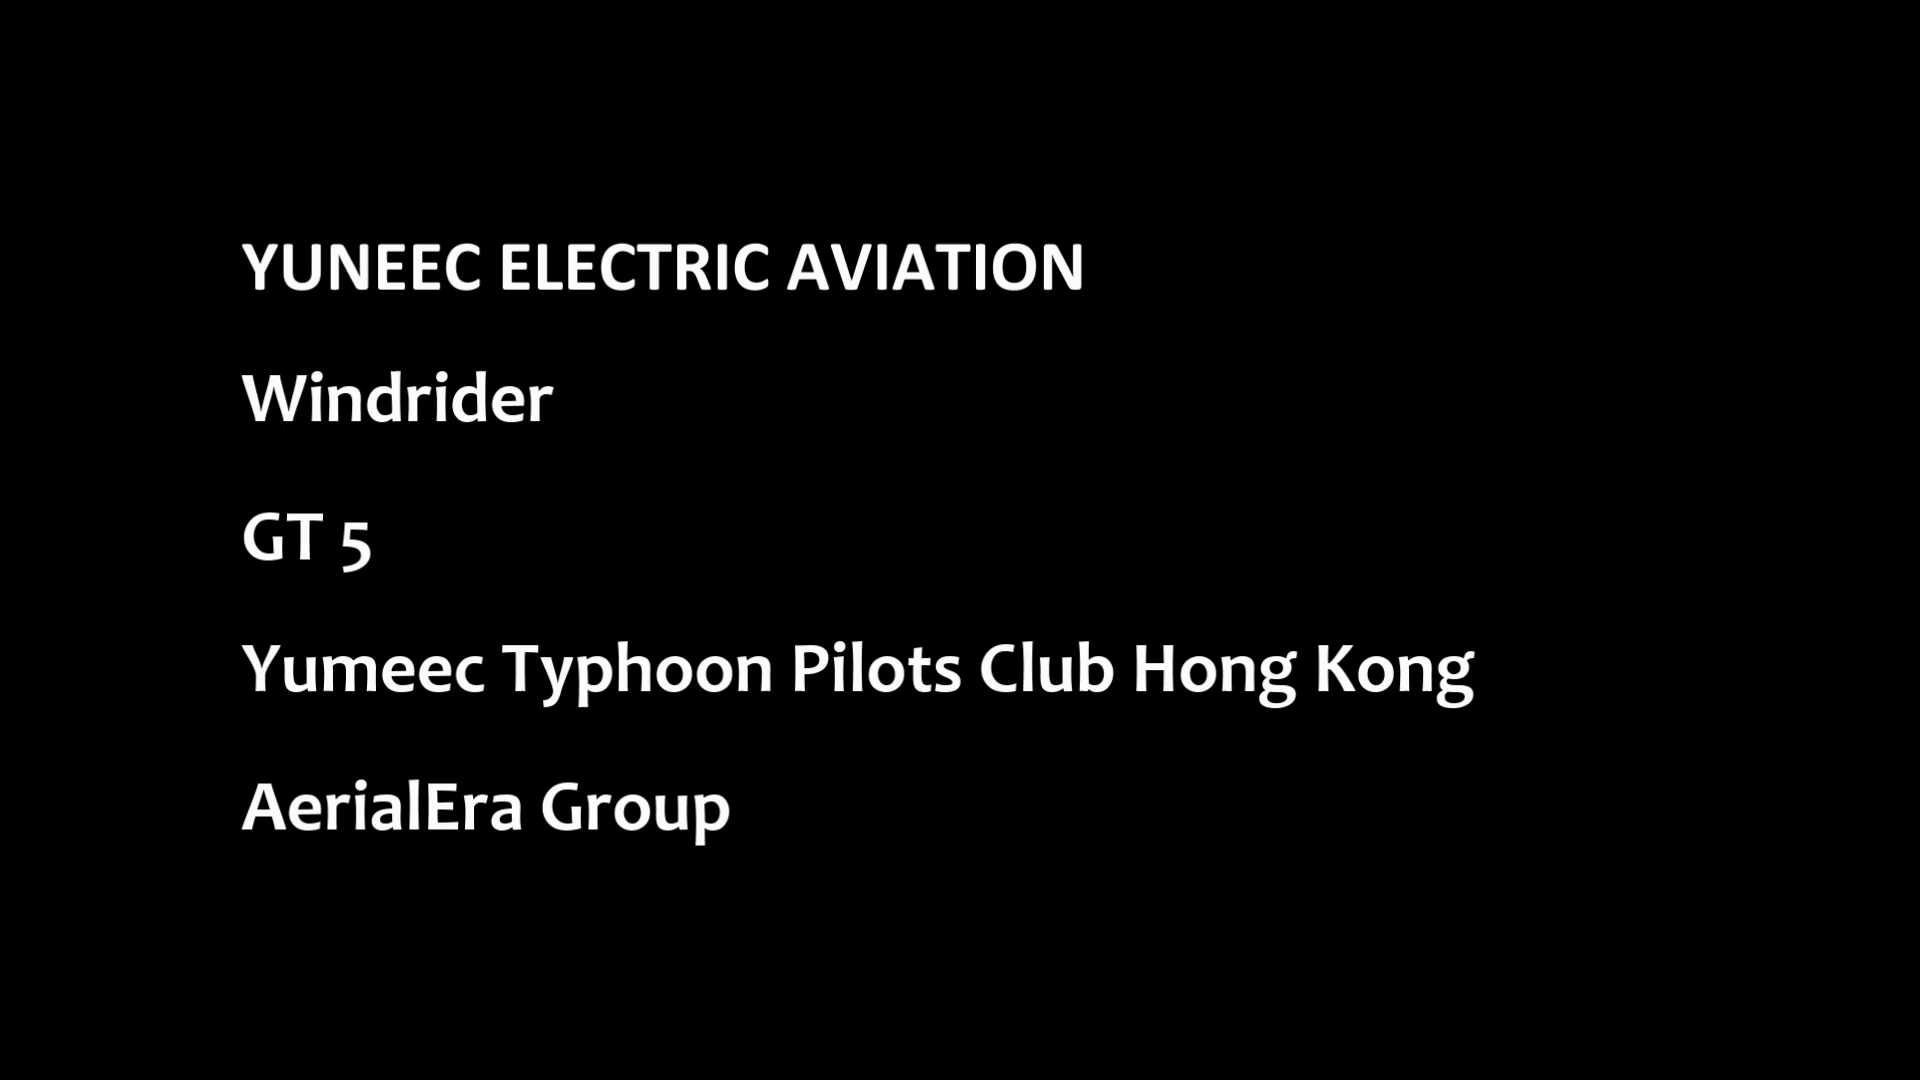 YUNEEC ELECTRIC AVIATION
Windrider
GT 5
Yumeec Typhoon Pilots Club Hong Kong
AerialEra Group